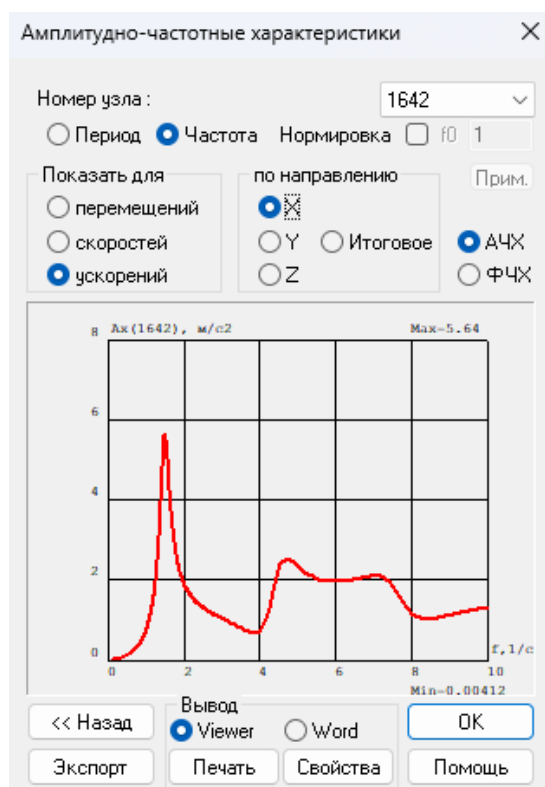 Амплитудно-частотные характеристики
Номер узла :
1642
Период Частота Нормировка f0 1
Показать для по направлению Прим.
перемещений X
скоростей Y Итоговое АЧХ
ускорений Z ФЧХ
8 Ax(1642), м/с2 Max=5.64
6
4
2
0 f,1/c
0 2 4 6 8 10
Min=0.00412
<< Назад Вывод OK
Viewer Word
Экспорт Печать Свойства Помощь